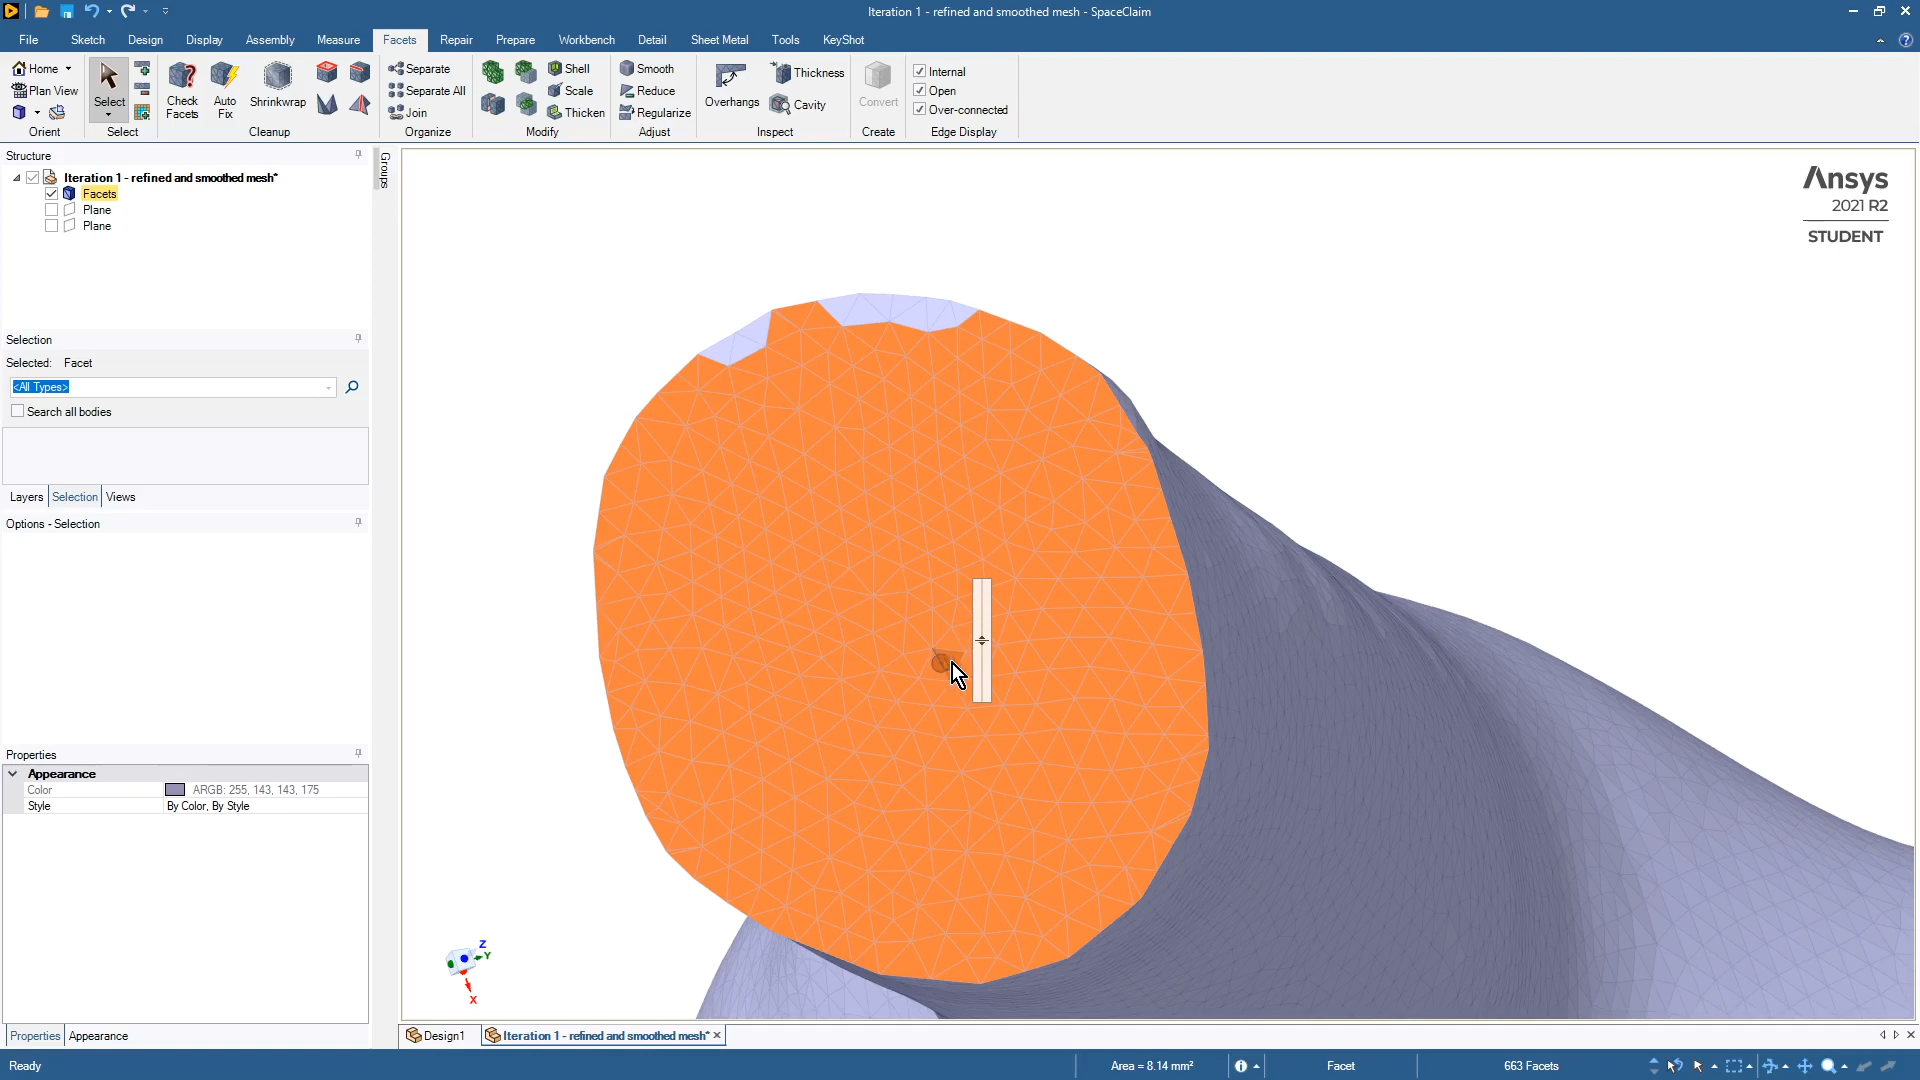 Iteration 1 - refined and smoothed mesh - SpaceClaim
File Sketch Design Display Assembly Measure Facets Repair Prepare Workbench Detail Sheet Metal Tools KeyShot
Home
Plan View
Orient
Select
Select
Check Facets
Auto Fix
Shrinkwrap
Cleanup
Separate
Separate All
Join
Organize
Shell
Scale
Thicken
Modify
Smooth
Reduce
Regularize
Adjust
Overhangs
Thickness
Cavity
Inspect
Convert
Create
Internal
Open
Over-connected
Edge Display
Structure
Iteration 1 - refined and smoothed mesh*
Facets
Plane
Plane
Groups
Selection
Selected: Facet
<All Types>
Search all bodies
Layers Selection Views
Options - Selection
Properties
Appearance
Color ARGB: 255, 143, 143, 175
Style By Color, By Style
Properties Appearance
Ansys
2021 R2
STUDENT
Z
Y
X
Design1 Iteration 1 - refined and smoothed mesh*
Ready Area = 8.14 mm² Facet 663 Facets